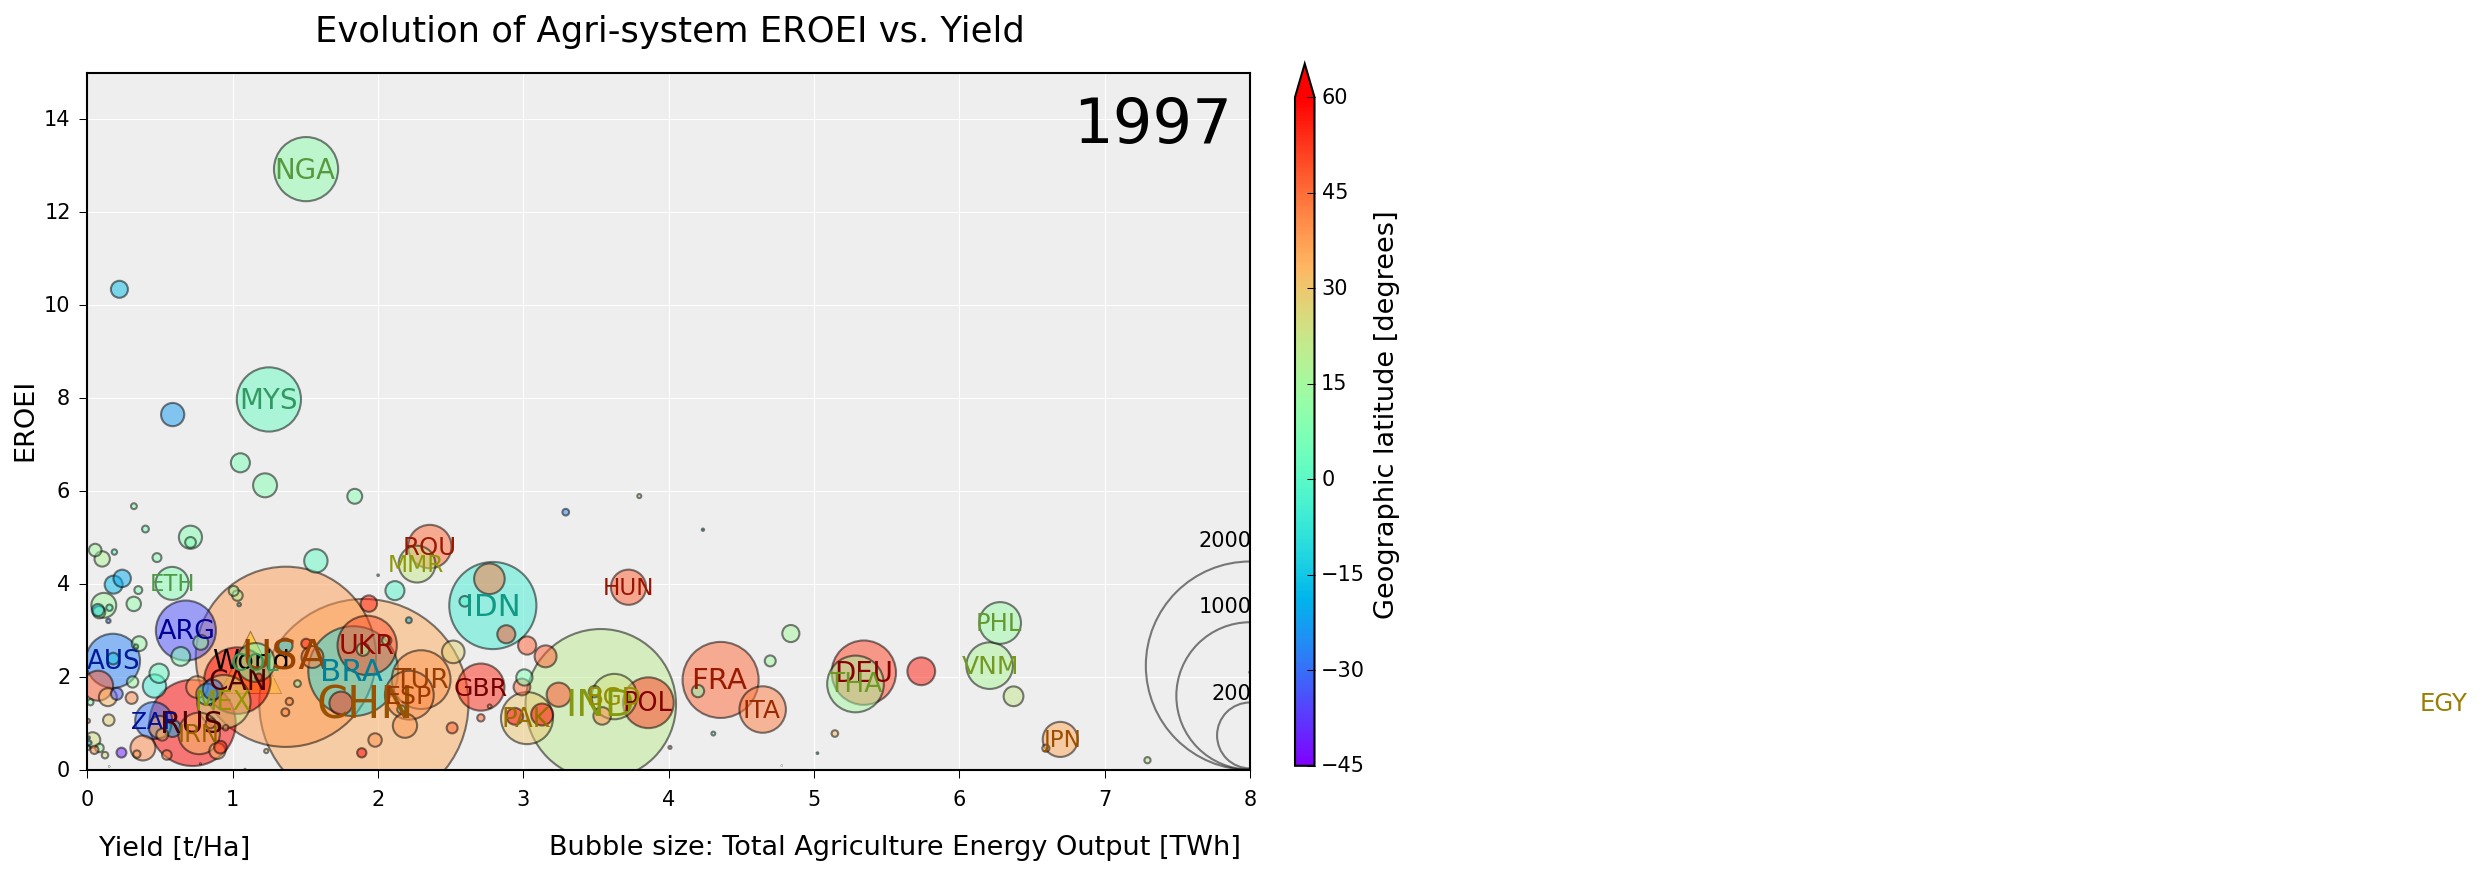 Evolution of Agri-system EROEI vs. Yield
1997
EROEI
14
12
10
8
6
4
2
0
0
1
2
3
4
5
6
7
8
Yield [t/Ha]
Bubble size: Total Agriculture Energy Output [TWh]
NGA
MYS
ROU
MMR
ETH
HUN
IDN
PHL
ARG
UKR
AUS
World
USA
BRA
VNM
DEU
THA
CAN
TUR
FRA
GBR
ESP
CHN
MEX
IND
BGD
POL
ITA
PAK
ZAF
RUS
IRN
JPN
EGY
2000
1000
200
60
45
30
15
0
−15
−30
−45
Geographic latitude [degrees]